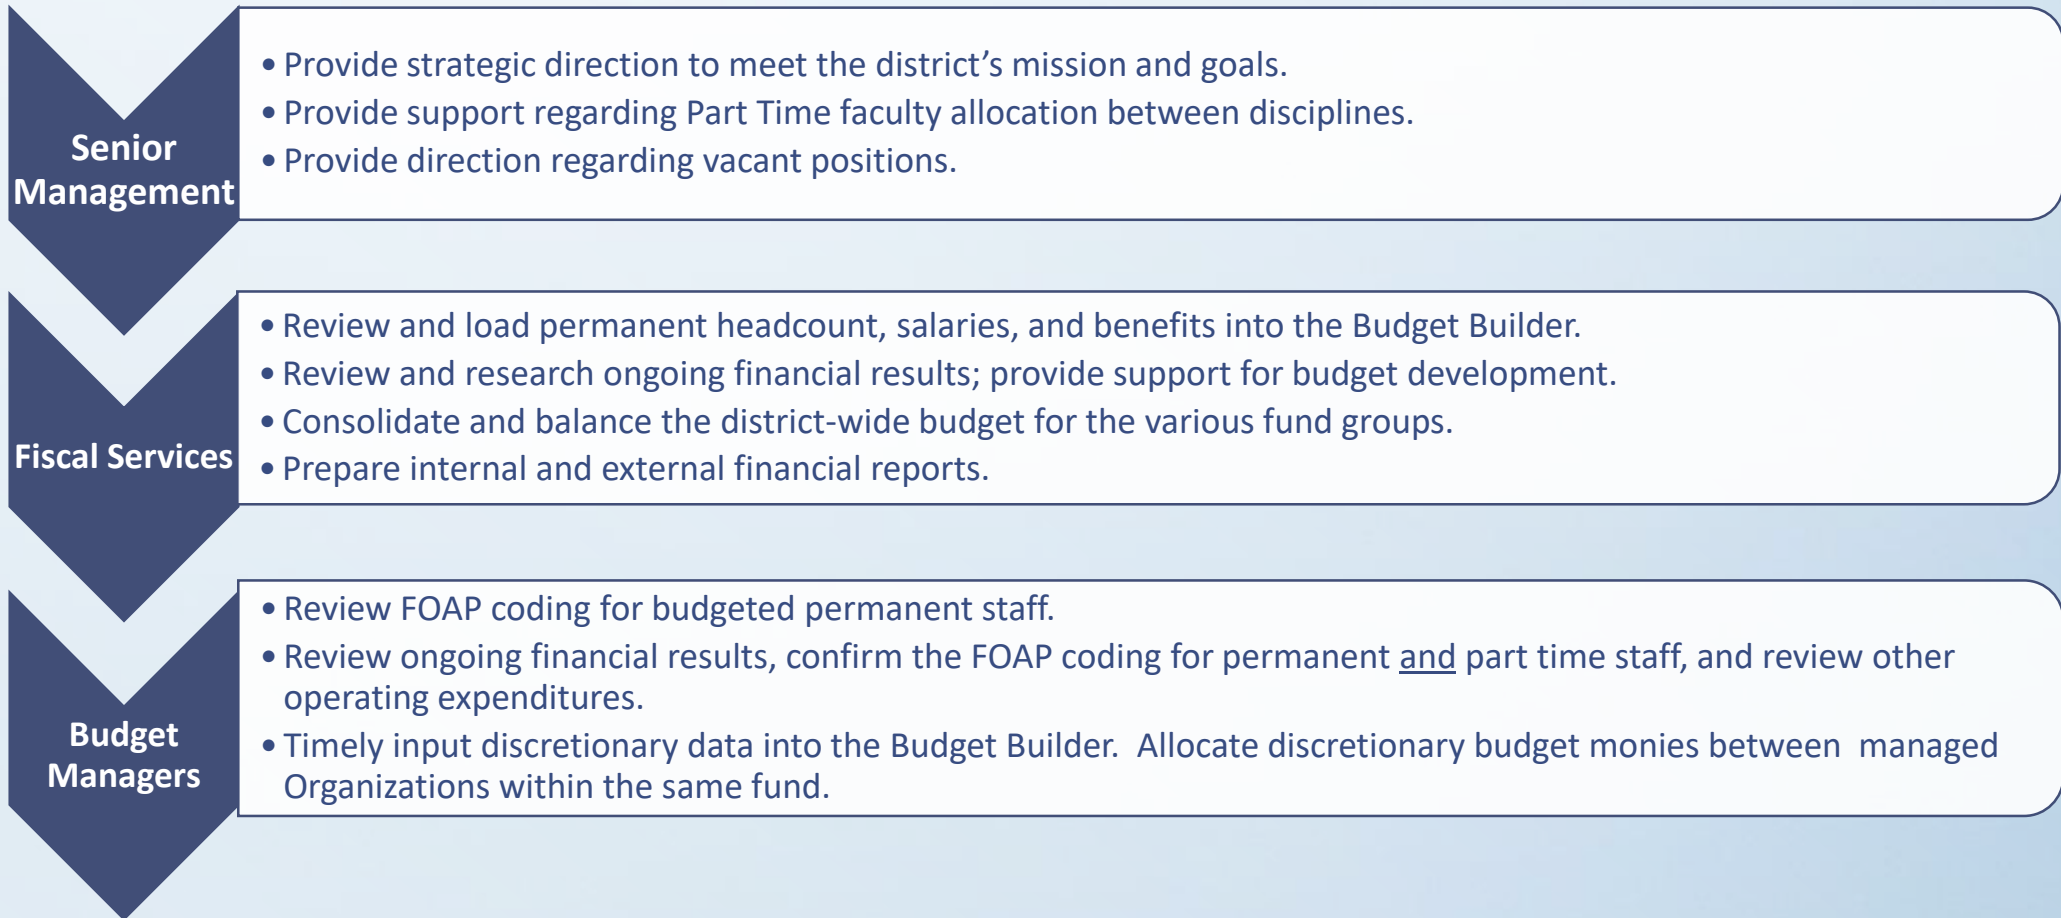 Senior
Management
• Provide strategic direction to meet the district’s mission and goals.
• Provide support regarding Part Time faculty allocation between disciplines.
• Provide direction regarding vacant positions.
Fiscal Services
• Review and load permanent headcount, salaries, and benefits into the Budget Builder.
• Review and research ongoing financial results; provide support for budget development.
• Consolidate and balance the district-wide budget for the various fund groups.
• Prepare internal and external financial reports.
Budget
Managers
• Review FOAP coding for budgeted permanent staff.
• Review ongoing financial results, confirm the FOAP coding for permanent and part time staff, and review other
operating expenditures.
• Timely input discretionary data into the Budget Builder.  Allocate discretionary budget monies between  managed
Organizations within the same fund.